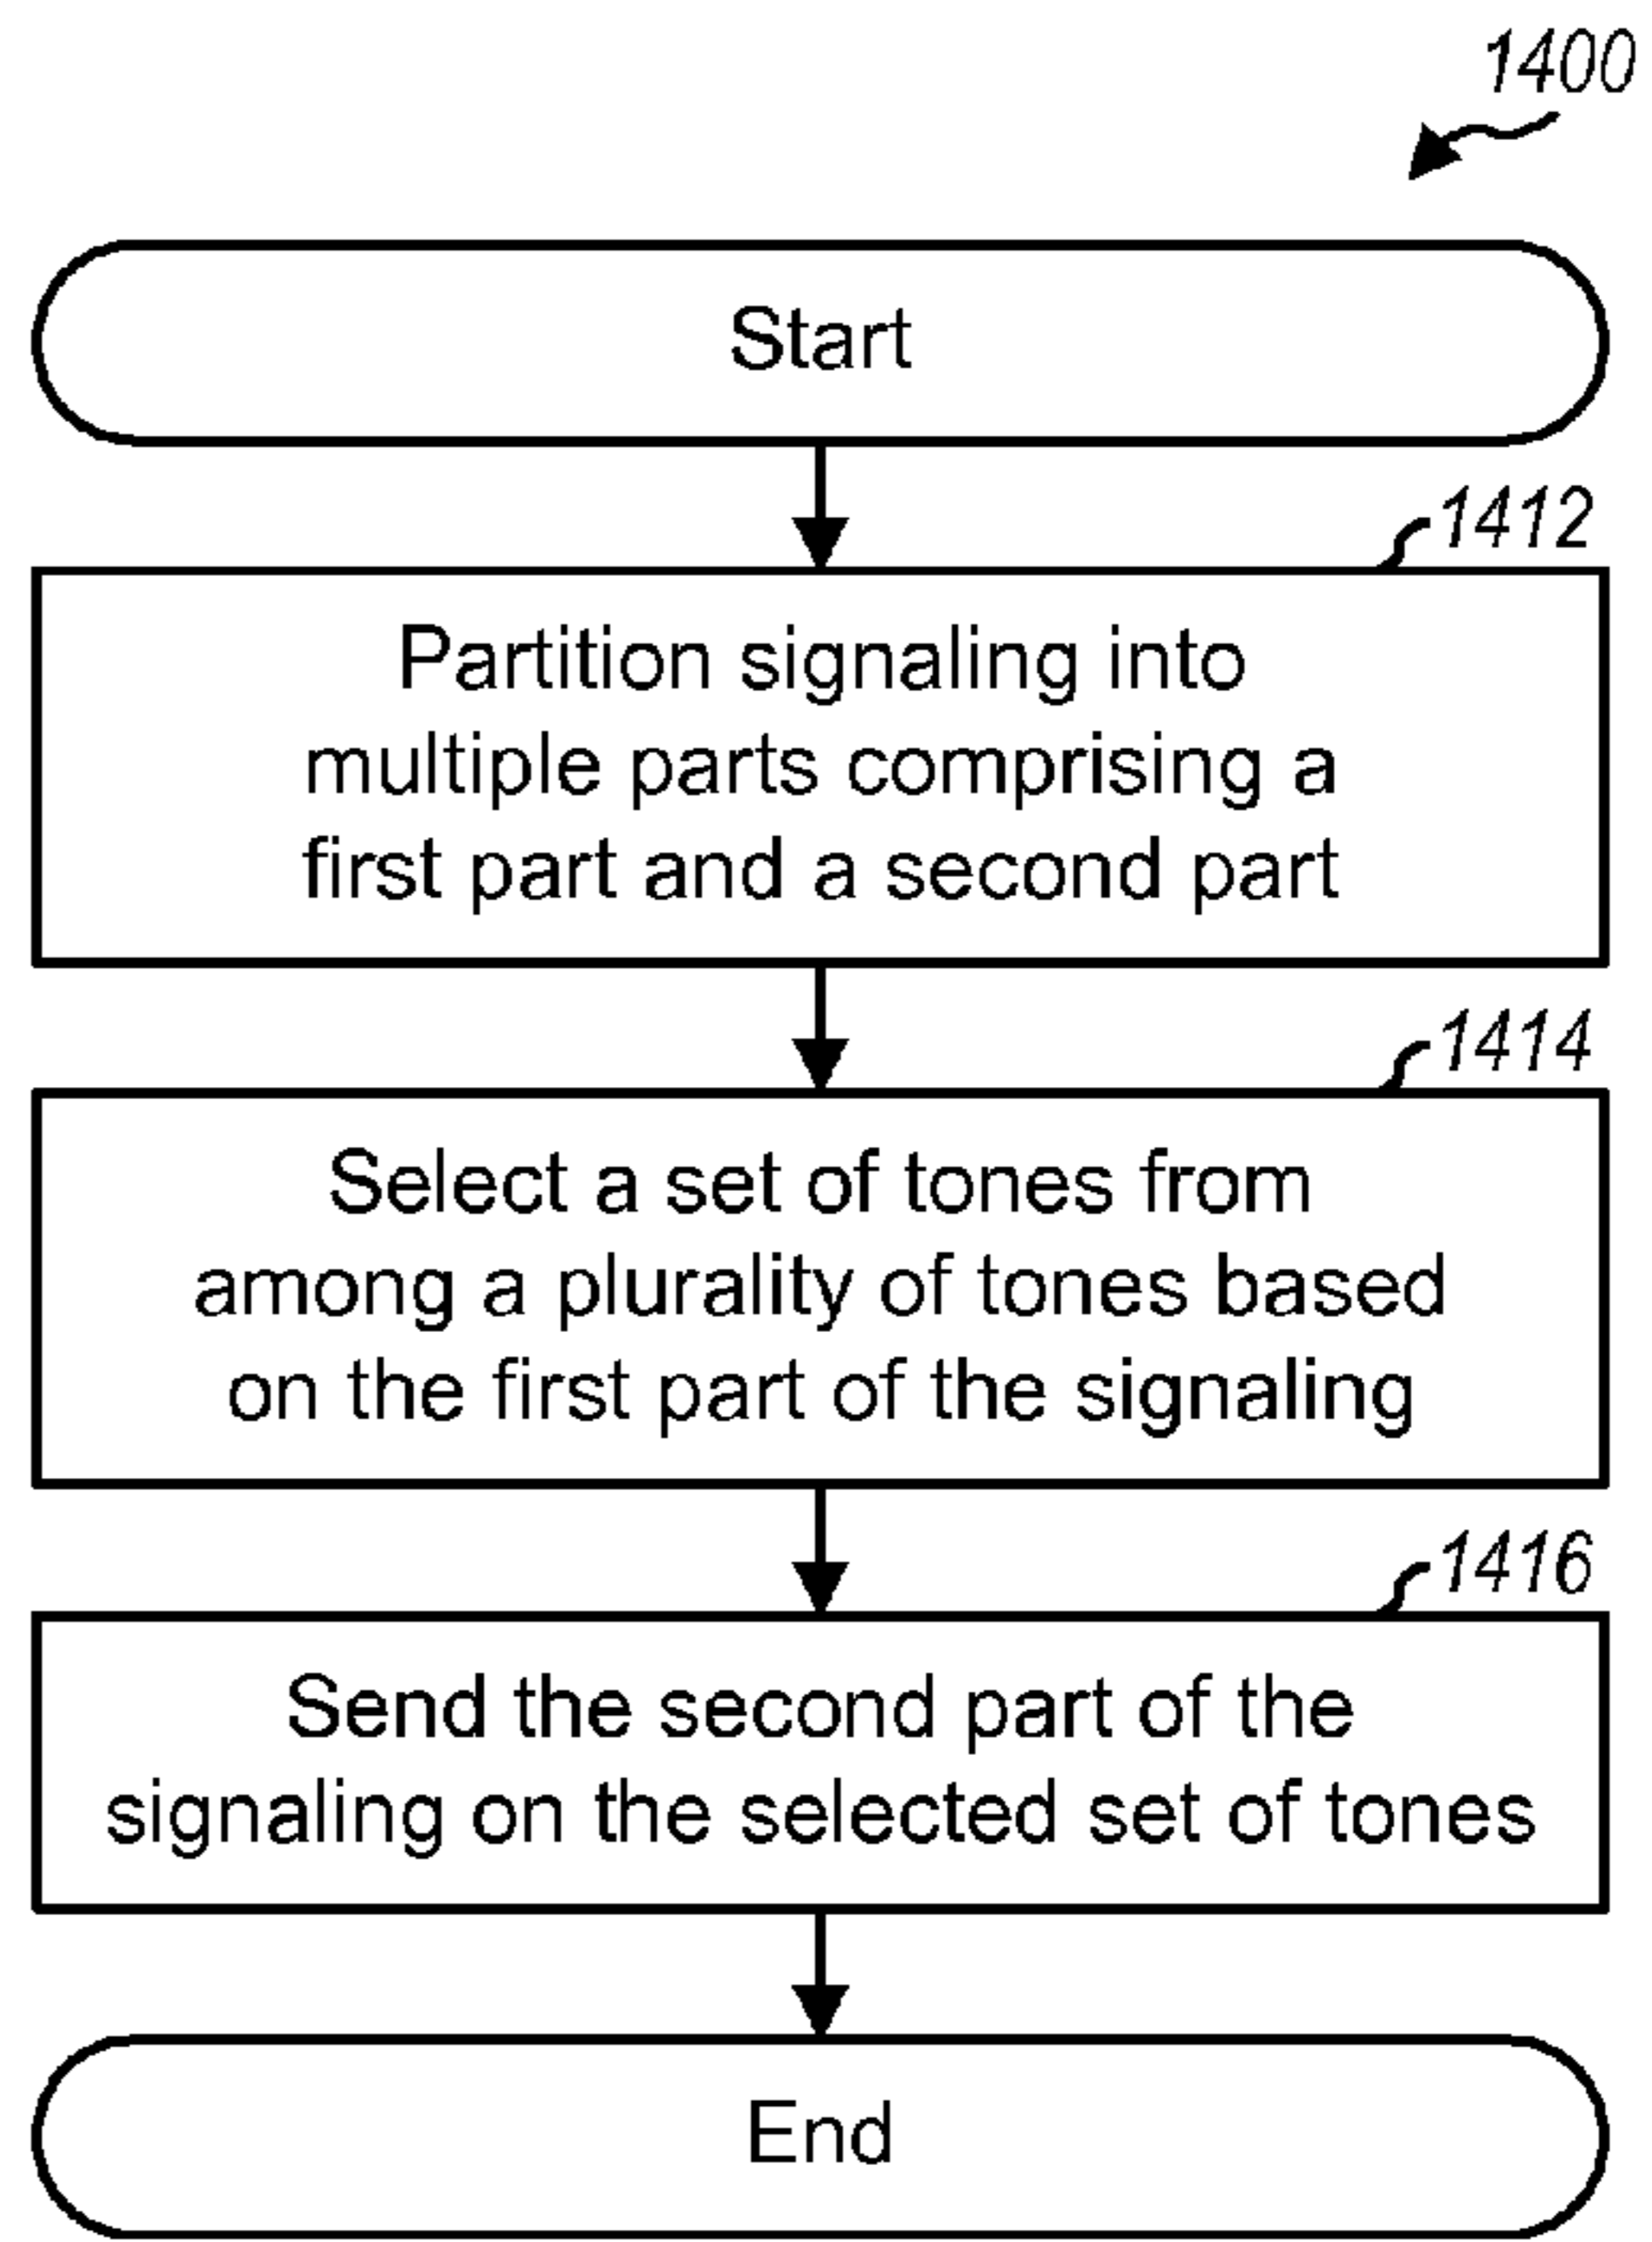 1400
Start
1412
Partition signaling into
multiple parts comprising a
first part and a second part
1414
Select a set of tones from
among a plurality of tones based
on the first part of the signaling
1416
Send the second part of the
signaling on the selected set of tones
End